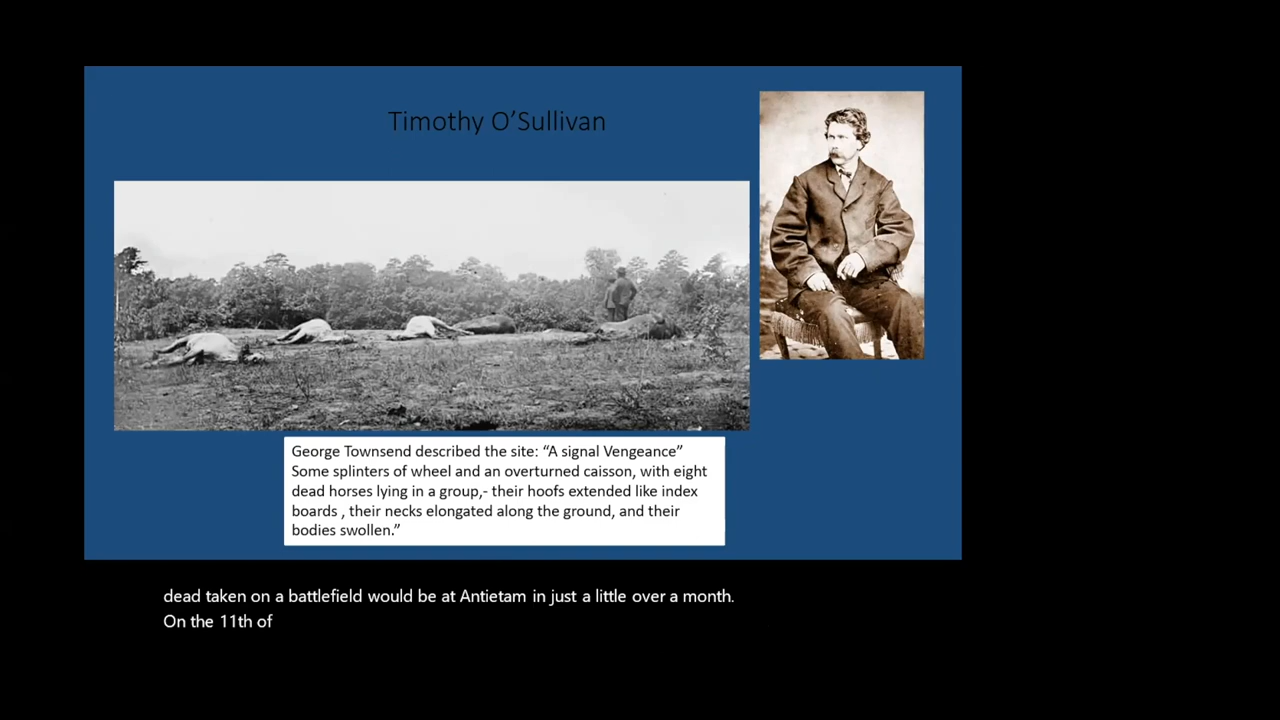 Timothy O’Sullivan
George Townsend described the site: “A signal Vengeance”
Some splinters of wheel and an overturned caisson, with eight
dead horses lying in a group,- their hoofs extended like index
boards , their necks elongated along the ground, and their
bodies swollen.”
dead taken on a battlefield would be at Antietam in just a little over a month.
On the 11th of